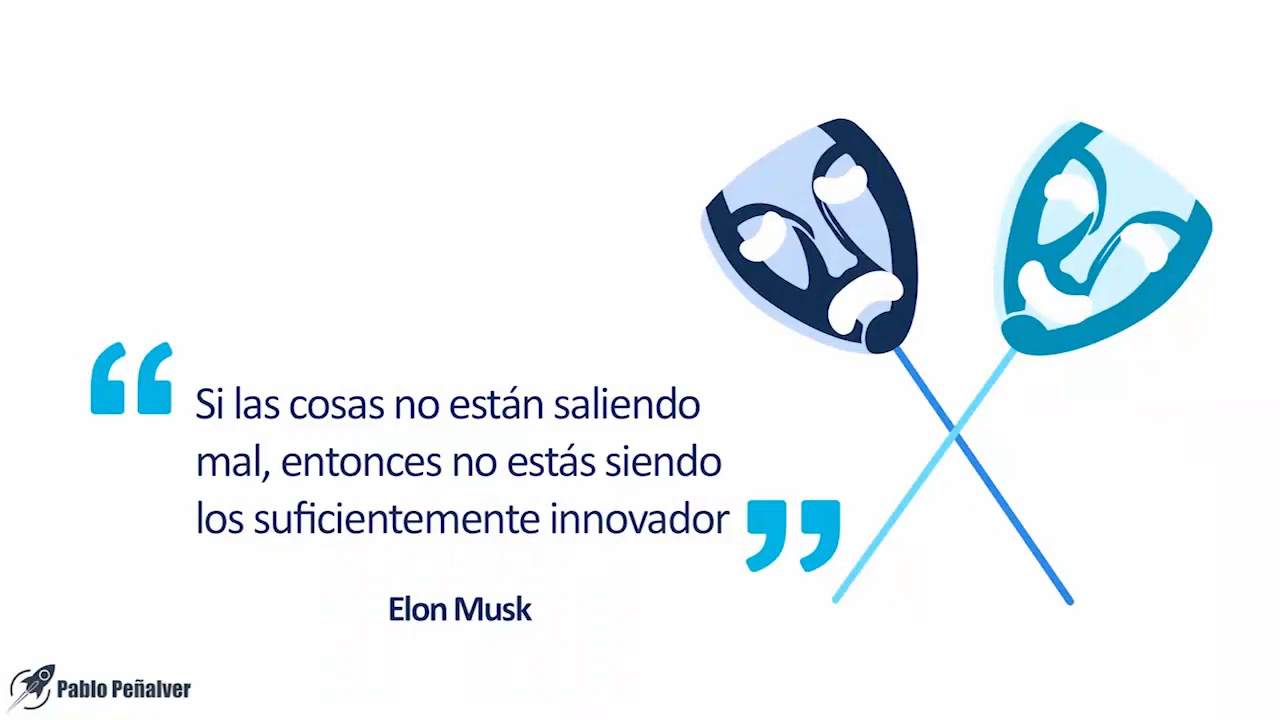 Si las cosas no están saliendo
mal, entonces no estás siendo
los suficientemente innovador
Elon Musk
Pablo Peñalver